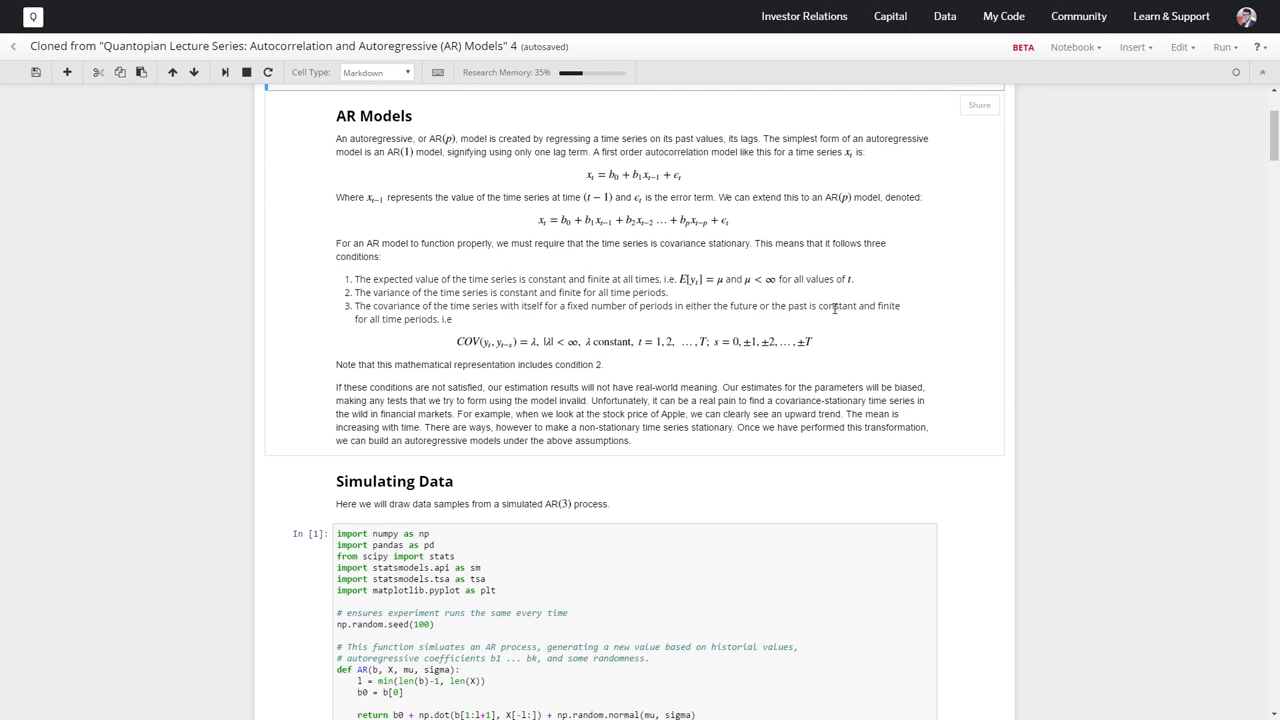 Q
Investor Relations Capital Data My Code Community Learn & Support
Cloned from "Quantopian Lecture Series: Autocorrelation and Autoregressive (AR) Models" 4 (autosaved)
BETA Notebook Insert Edit Run ?
Cell Type: Markdown Research Memory: 35%
Share
AR Models
An autoregressive, or AR(p), model is created by regressing a time series on its past values, its lags. The simplest form of an autoregressive
model is an AR(1) model, signifying using only one lag term. A first order autocorrelation model like this for a time series xₜ is:
xₜ = b₀ + b₁xₜ₋₁ + ϵₜ
Where xₜ₋₁ represents the value of the time series at time (t − 1) and ϵₜ is the error term. We can extend this to an AR(p) model, denoted:
xₜ = b₀ + b₁xₜ₋₁ + b₂xₜ₋₂ … + bₚxₜ₋ₚ + ϵₜ
For an AR model to function properly, we must require that the time series is covariance stationary. This means that it follows three
conditions:
1. The expected value of the time series is constant and finite at all times, i.e. E[yₜ] = μ and μ < ∞ for all values of t.
2. The variance of the time series is constant and finite for all time periods.
3. The covariance of the time series with itself for a fixed number of periods in either the future or the past is constant and finite
for all time periods, i.e
COV(yₜ, yₜ₋ₛ) = λ, |λ| < ∞, λ constant, t = 1, 2, …, T; s = 0, ±1, ±2, …, ±T
Note that this mathematical representation includes condition 2.
If these conditions are not satisfied, our estimation results will not have real-world meaning. Our estimates for the parameters will be biased,
making any tests that we try to form using the model invalid. Unfortunately, it can be a real pain to find a covariance-stationary time series in
the wild in financial markets. For example, when we look at the stock price of Apple, we can clearly see an upward trend. The mean is
increasing with time. There are ways, however to make a non-stationary time series stationary. Once we have performed this transformation,
we can build an autoregressive models under the above assumptions.
Simulating Data
Here we will draw data samples from a simulated AR(3) process.
In [1]:
import numpy as np
import pandas as pd
from scipy import stats
import statsmodels.api as sm
import statsmodels.tsa as tsa
import matplotlib.pyplot as plt
# ensures experiment runs the same every time
np.random.seed(100)
# This function simluates an AR process, generating a new value based on historial values,
# autoregressive coefficients b1 ... bk, and some randomness.
def AR(b, X, mu, sigma):
l = min(len(b)-1, len(X))
b0 = b[0]
return b0 + np.dot(b[1:l+1], X[-l:]) + np.random.normal(mu, sigma)